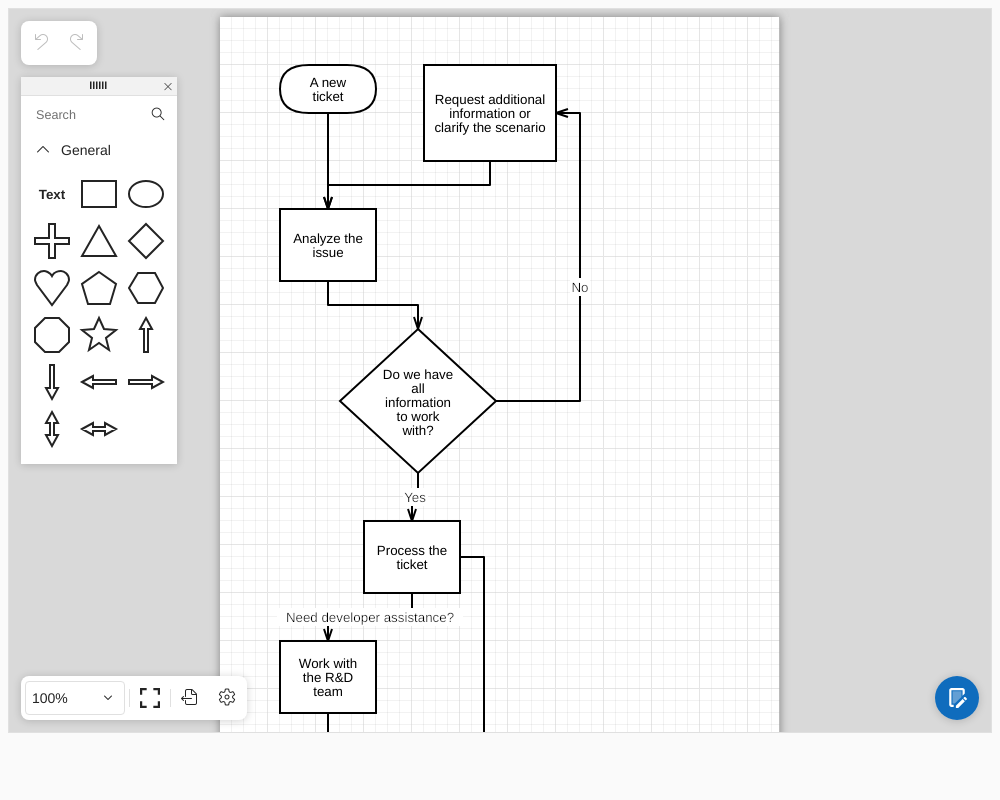 A new
ticket
Request additional
information or
clarify the scenario
Search
General
Text
Analyze the
issue
No
Do we have
all
information
to work
with?
Yes
Process the
ticket
Need developer assistance?
Work with
the R&D
team
100%